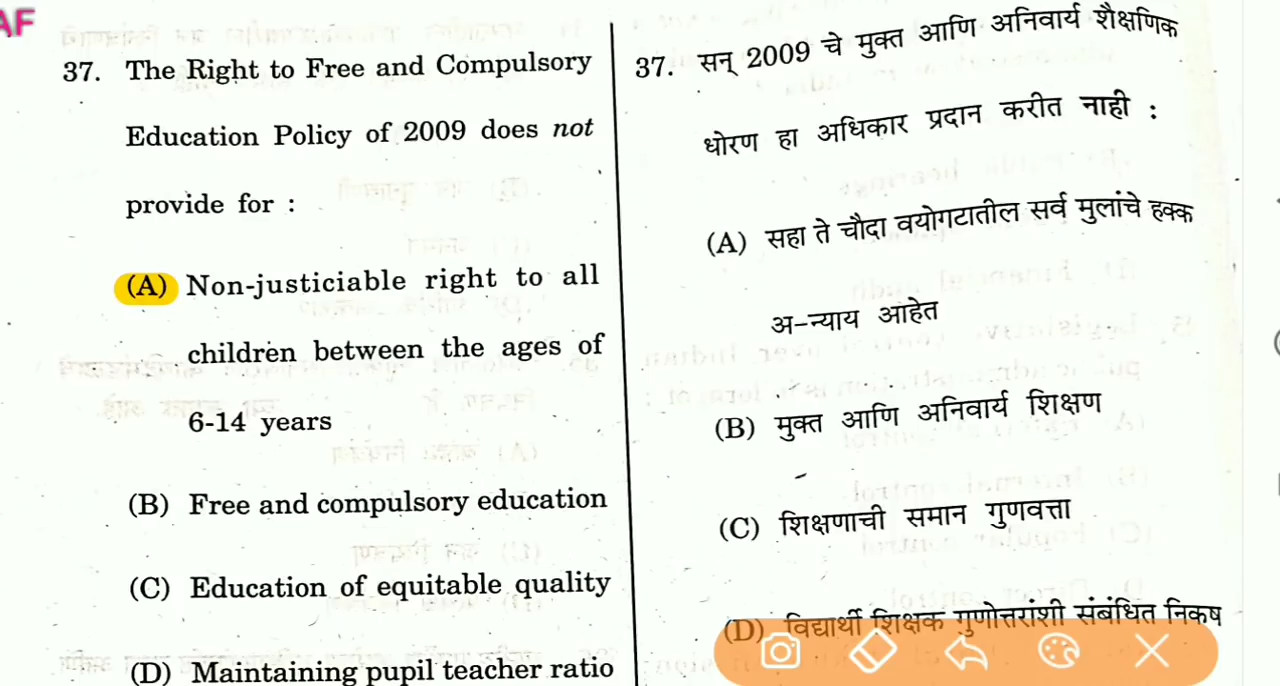 AF
37. The Right to Free and Compulsory
Education Policy of 2009 does not
provide for :
(A) Non-justiciable right to all
children between the ages of
6-14 years
(B) Free and compulsory education
(C) Education of equitable quality
(D) Maintaining pupil teacher ratio
37. सन् 2009 चे मुक्त आणि अनिवार्य शैक्षणिक
धोरण हा अधिकार प्रदान करीत नाही :
(A) सहा ते चौदा वयोगटातील सर्व मुलांचे हक्क
अ-न्याय आहेत
(B) मुक्त आणि अनिवार्य शिक्षण
(C) शिक्षणाची समान गुणवत्ता
(D) विद्यार्थी शिक्षक गुणोत्तरांशी संबंधित निकष